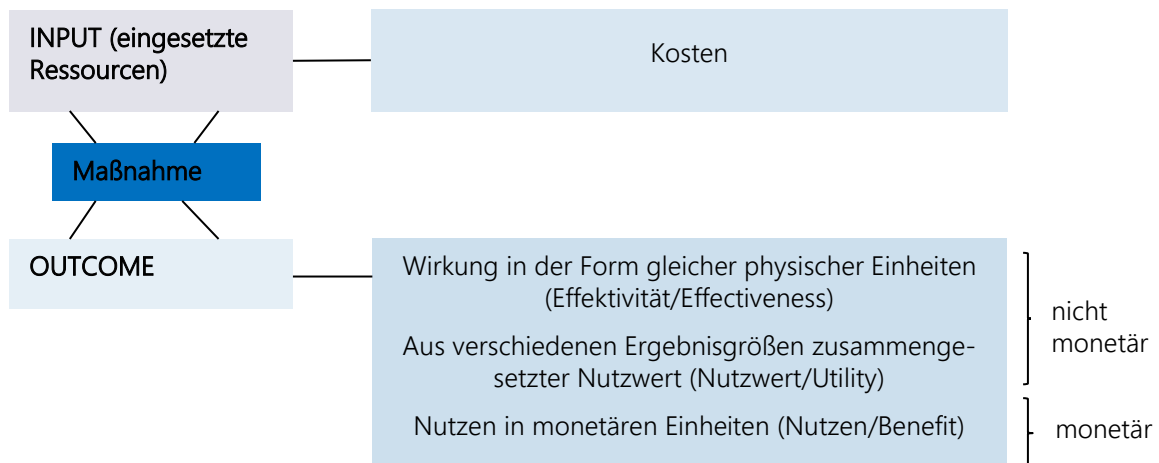 INPUT (eingesetzte
Ressourcen)
Kosten
Maßnahme
OUTCOME
Wirkung in der Form gleicher physischer Einheiten
(Effektivität/Effectiveness)
Aus verschiedenen Ergebnisgrößen zusammenge-
setzter Nutzwert (Nutzwert/Utility)
Nutzen in monetären Einheiten (Nutzen/Benefit)
nicht
monetär
monetär